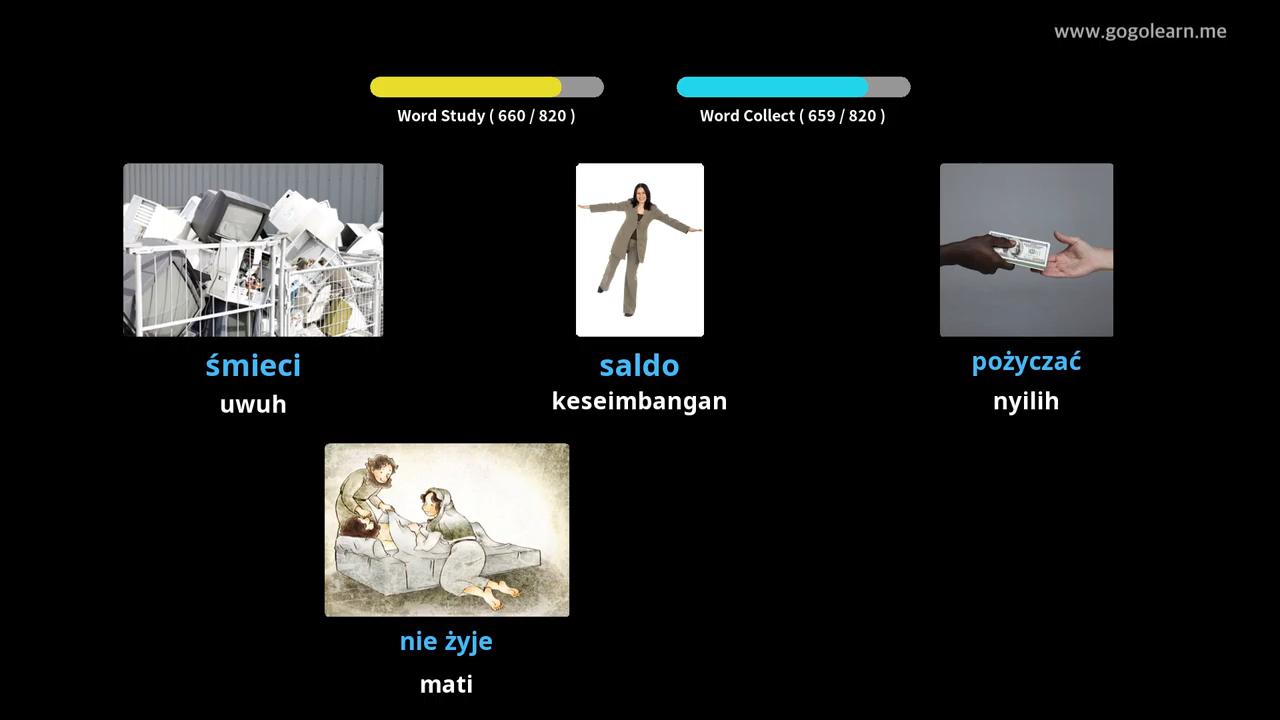 www.gogolearn.me
Word Study ( 660 / 820 )
Word Collect ( 659 / 820 )
śmieci
uwuh
saldo
keseimbangan
pożyczać
nyilih
nie żyje
mati